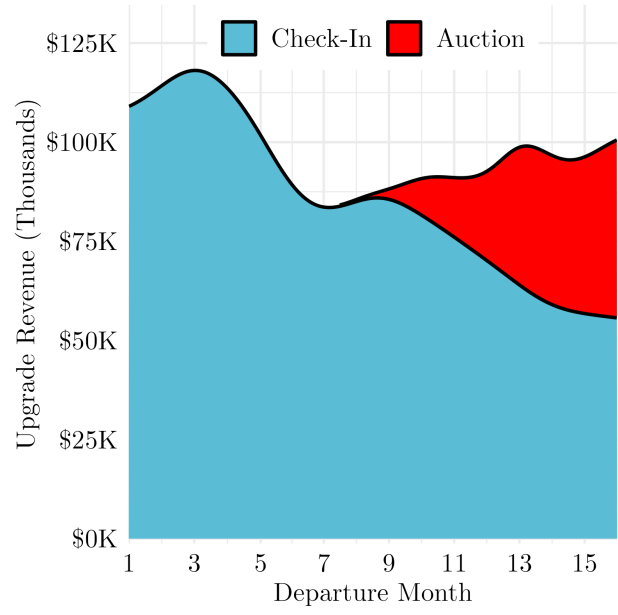 Check-In Auction
Upgrade Revenue (Thousands)
$125K
$100K
$75K
$50K
$25K
$0K
1 3 5 7 9 11 13 15
Departure Month